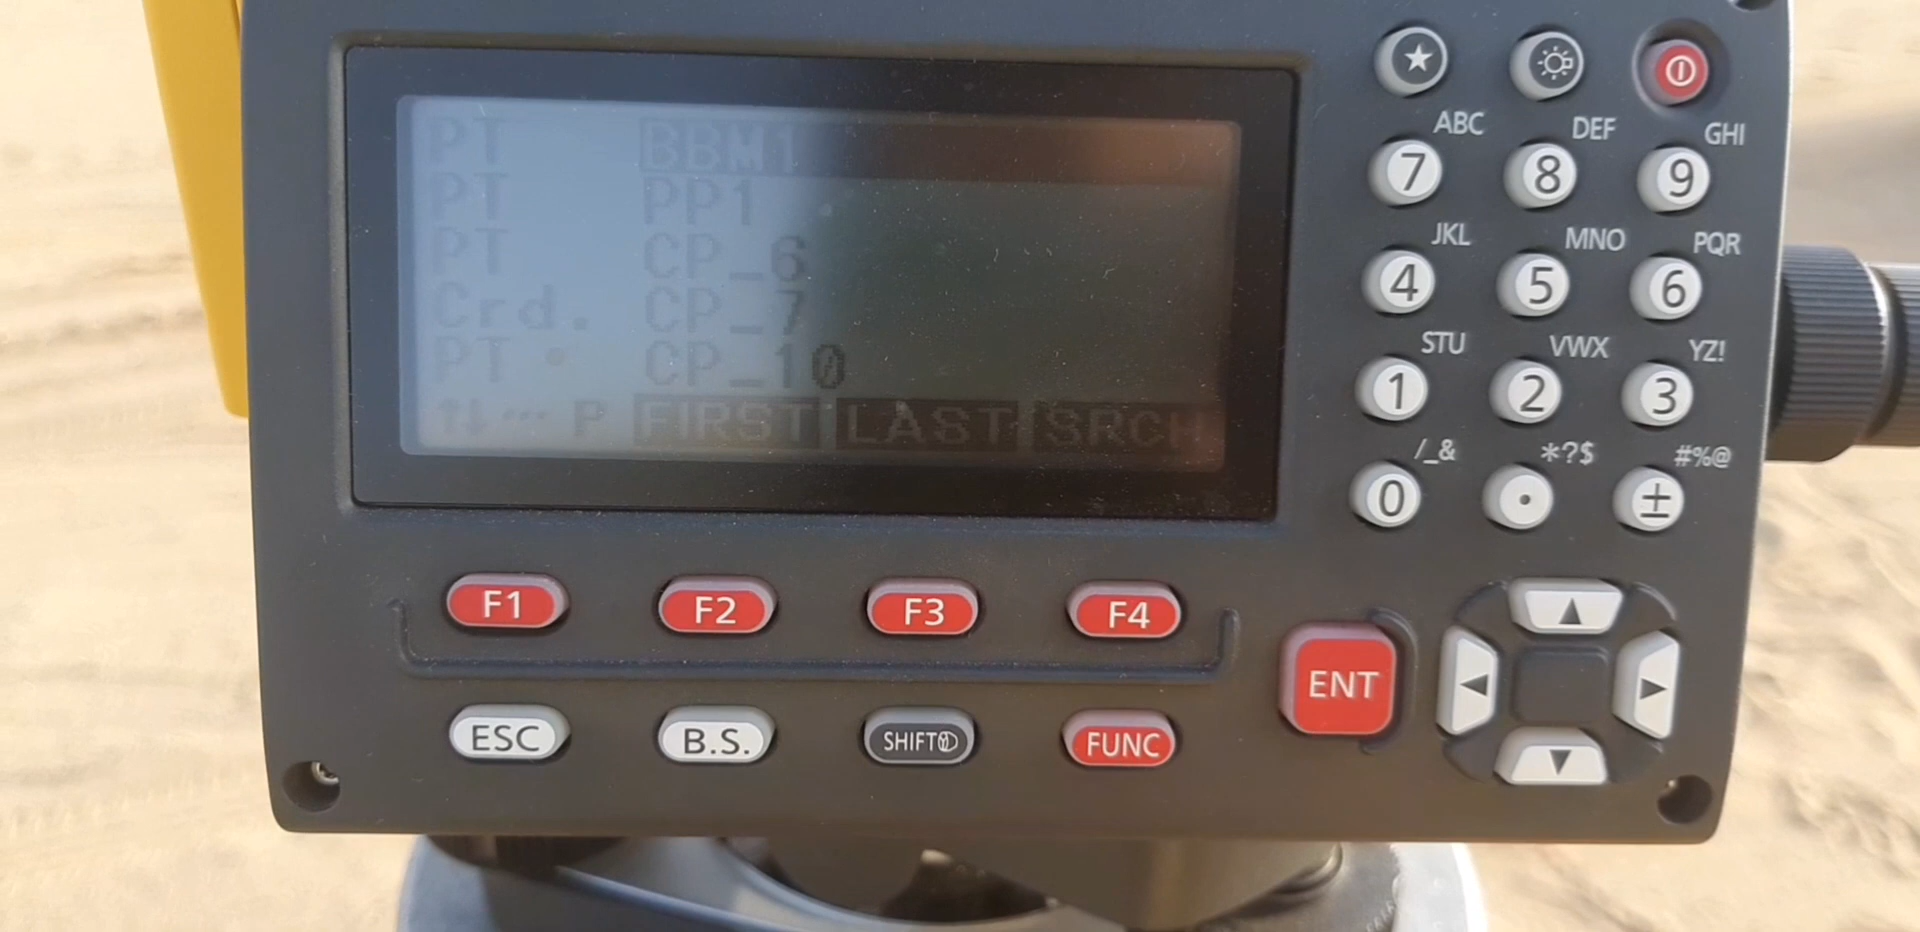 PT BBM1
PT PP1
PT CP_6
Crd. CP_7
PT CP_10
↑↓… P FIRST LAST SRCH
★
ABC DEF GHI
7 8 9
JKL MNO PQR
4 5 6
STU VWX YZ!
1 2 3
/_& *?$ #%@
0 • ±
F1 F2 F3 F4
ENT
ESC B.S. SHIFT FUNC